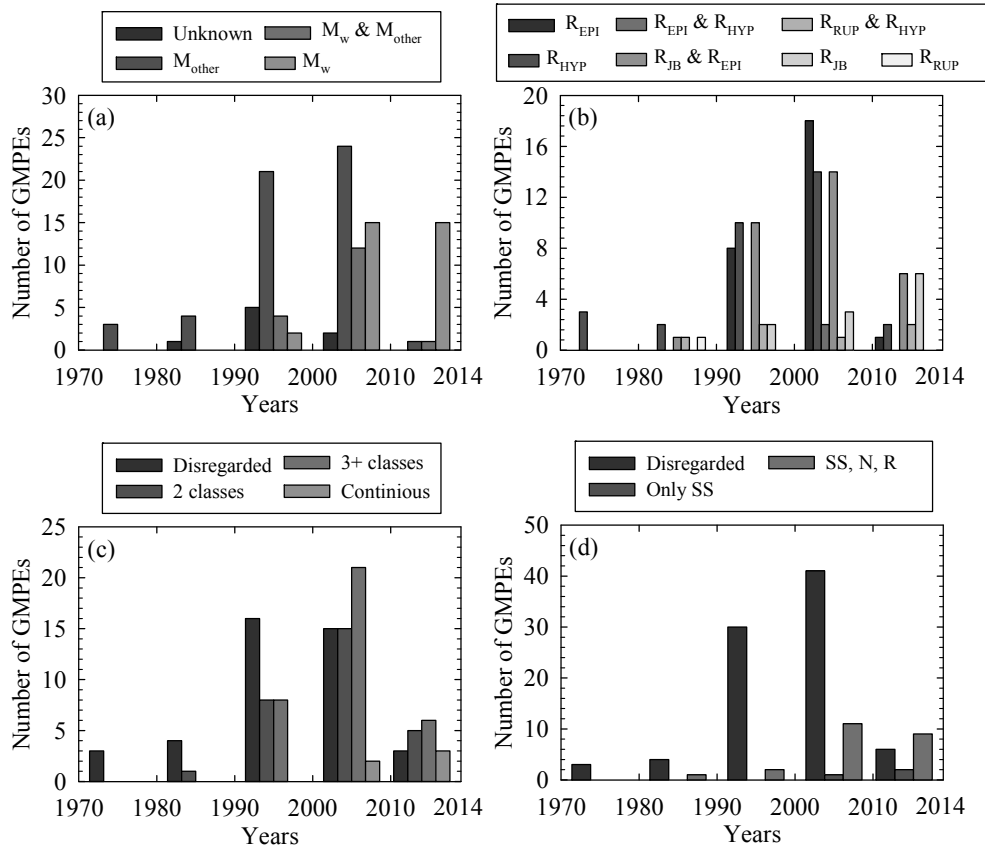 Unknown
M_w & M_other
M_other
M_w
(a)
Number of GMPEs
30
25
20
15
10
5
0
1970 1980 1990 2000 2010 2014
Years
R_EPI
R_EPI & R_HYP
R_RUP & R_HYP
R_HYP
R_JB & R_EPI
R_JB
R_RUP
(b)
Number of GMPEs
20
16
12
8
4
0
1970 1980 1990 2000 2010 2014
Years
Disregarded
3+ classes
2 classes
Continious
(c)
Number of GMPEs
25
20
15
10
5
0
1970 1980 1990 2000 2010 2014
Years
Disregarded
SS, N, R
Only SS
(d)
Number of GMPEs
50
40
30
20
10
0
1970 1980 1990 2000 2010 2014
Years